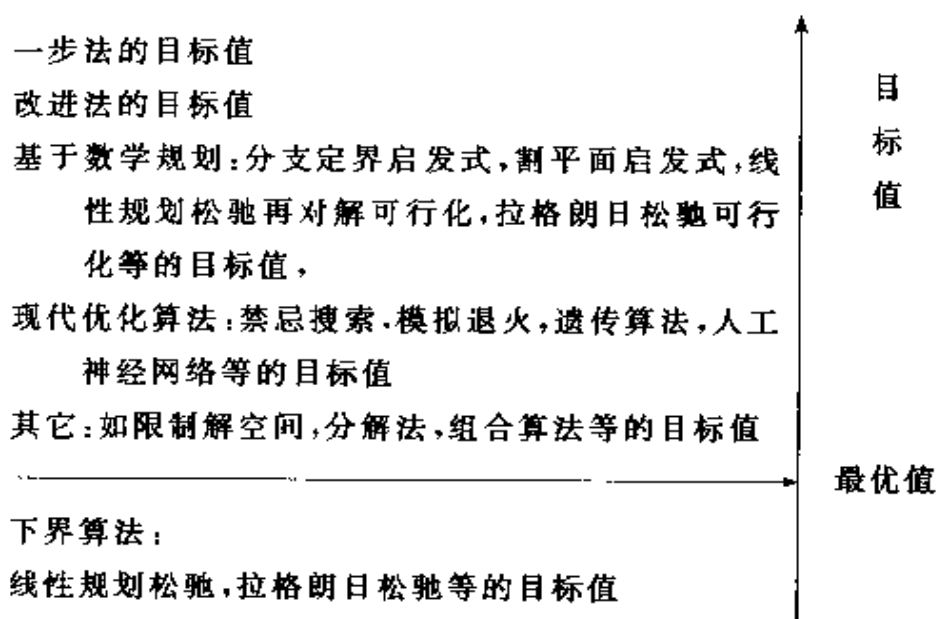 一步法的目标值
改进法的目标值
基于数学规划:分支定界启发式,割平面启发式,线
性规划松驰再对解可行化,拉格朗日松驰可行
化等的目标值,
现代优化算法:禁忌搜索,模拟退火,遗传算法,人工
神经网络等的目标值
其它:如限制解空间,分解法,组合算法等的目标值
下界算法:
线性规划松驰,拉格朗日松驰等的目标值
目
标
值
最优值